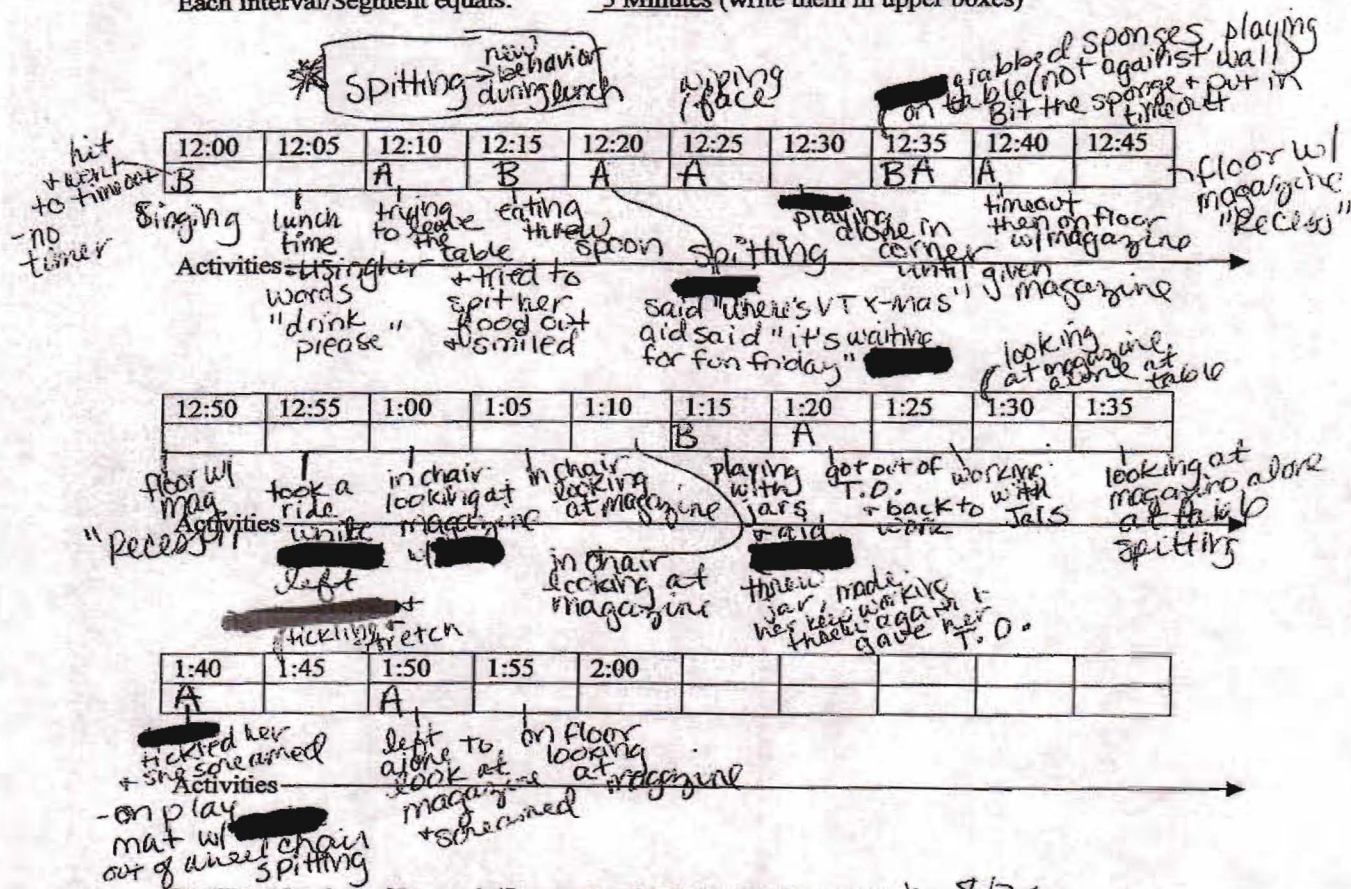 Each Interval/Segment equals: 5 Minutes (write them in upper boxes)
Spitting → new behavior during lunch
wiping face
grabbed sponges, playing
on table (not against wall)
Bit the sponge + put in
timeout
hit
+ went
to timeout
- no
timer
12:00 12:05 12:10 12:15 12:20 12:25 12:30 12:35 12:40 12:45
B A B A A BA A
floor w/
magazine
"Recess"
Singing
lunch
time
- using her
words
"drink
please"
trying
to leave
the
table
eating
threw
spoon
+ tried to
spit her
food out
+ smiled
spitting
said "where's VT X-mas"
aid said "it's waiting
for fun friday"
playing
alone in
corner
until given
magazine
timeout
then on floor
w/ magazine
Activities
looking
at magazine
alone at
table
12:50 12:55 1:00 1:05 1:10 1:15 1:20 1:25 1:30 1:35
B A
floor w/
mag.
"Recess"
took a
ride
while
left
+
tickling + stretch
in chair
looking at
magazine
w/
in chair
looking
at magazine
in chair
looking at
magazine
playing
with
jars
+ aid
threw
jar, made
her keep working
threw again +
gave her
T.O.
got out of
T.O.
+ back to
work
working
with
Jars
looking at
magazine alone
at table
spitting
Activities
1:40 1:45 1:50 1:55 2:00
A A
tickled her
+ she screamed
- on play
mat w/
out of wheel chair
spitting
left
alone to
look at
magazine
+ screamed
on floor
looking
at magazine
Activities